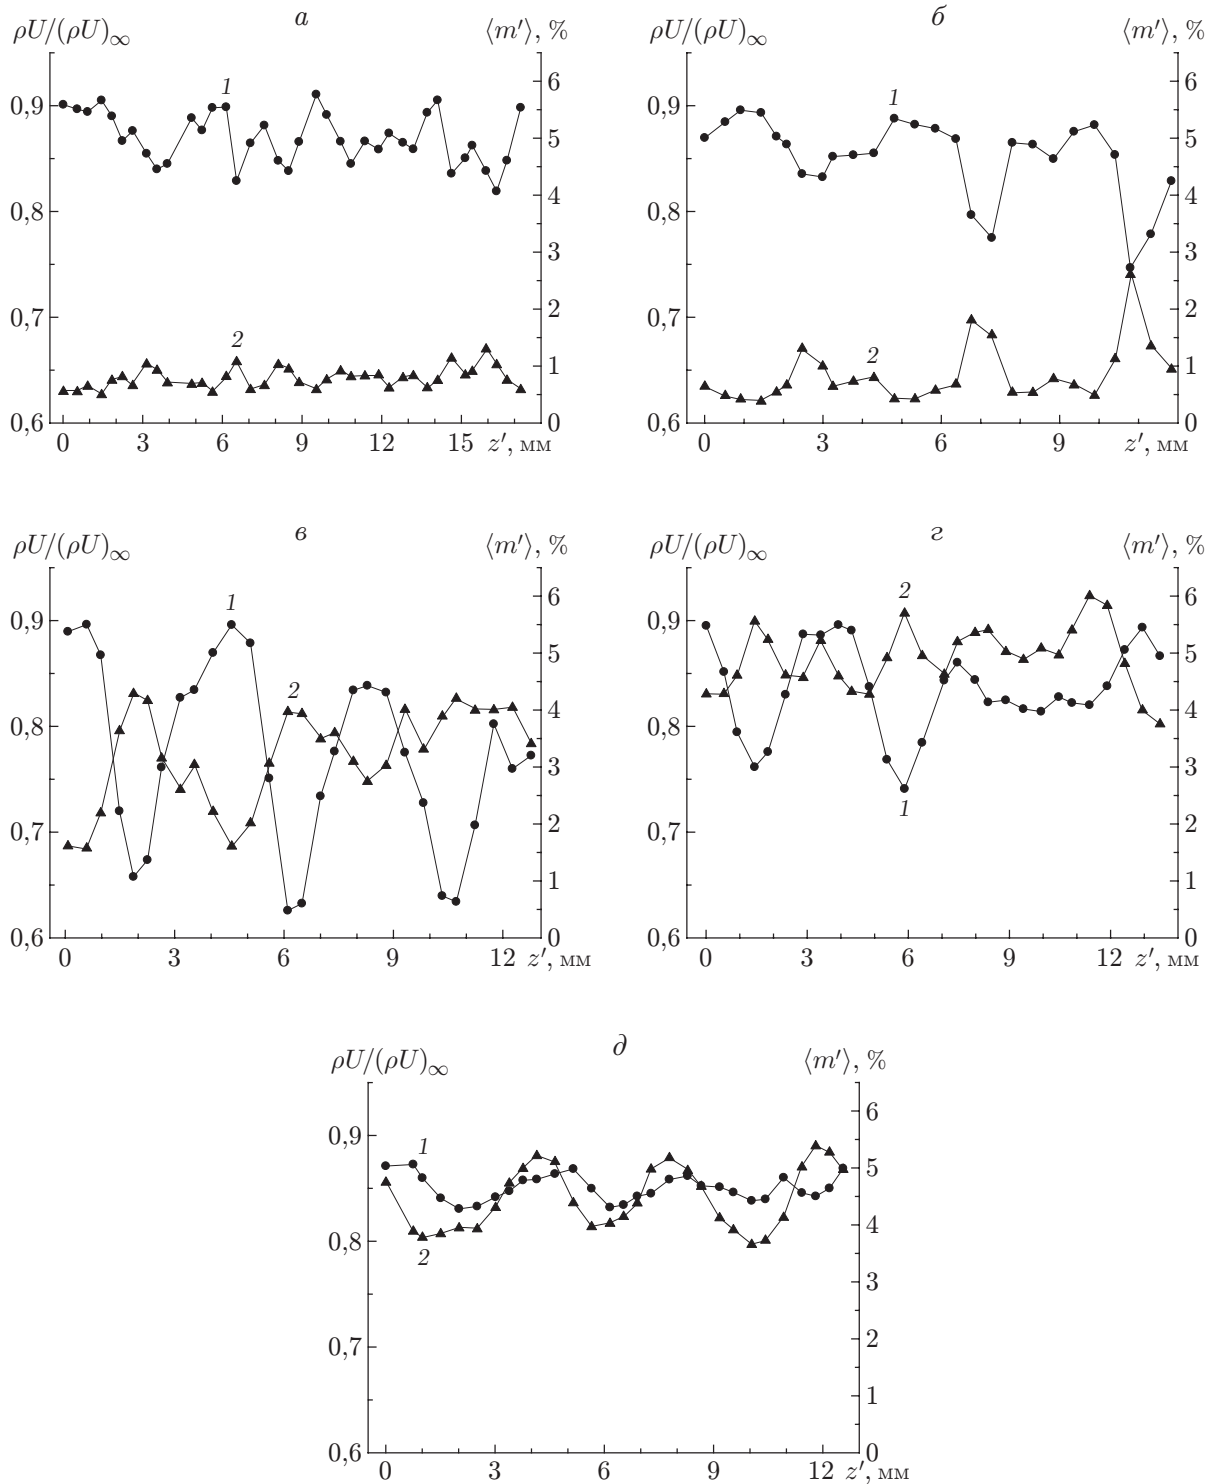 а б
ρU/(ρU)∞ ⟨m′⟩, % ρU/(ρU)∞ ⟨m′⟩, %
6 6
0,9 1 0,9 1
5 5
4 4
0,8 0,8
3 3
0,7 2 0,7 2
2 2
1 1
0,6 0 0,6 0
0 3 6 9 12 15 z′, мм 0 3 6 9 z′, мм
в г
ρU/(ρU)∞ ⟨m′⟩, % ρU/(ρU)∞ ⟨m′⟩, %
1 6 2 6
0,9 0,9
5 5
2
4 4
0,8 0,8
3 3
1
0,7 2 0,7 2
1 1
0,6 0 0,6 0
0 3 6 9 12 z′, мм 0 3 6 9 12 z′, мм
д
ρU/(ρU)∞ ⟨m′⟩, %
6
0,9 1
5
4
0,8 2
3
0,7 2
1
0,6 0
0 3 6 9 12 z′, мм